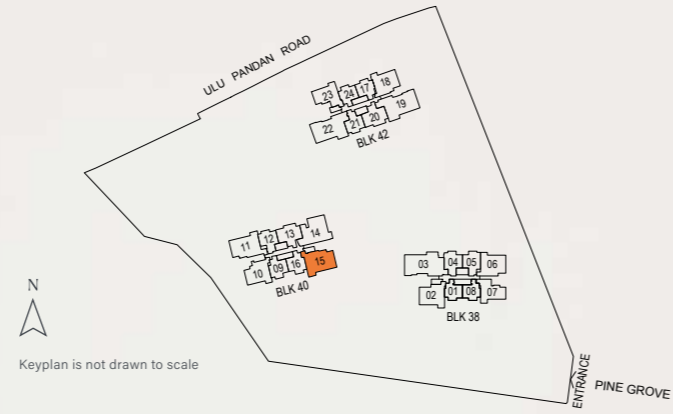 ULU PANDAN ROAD
23 24 17 18
22 21 20 19
BLK 42
11 12 13 14
10 09 16 15
BLK 40
03 04 05 06
02 01 08 07
BLK 38
N
Keyplan is not drawn to scale
ENTRANCE
PINE GROVE